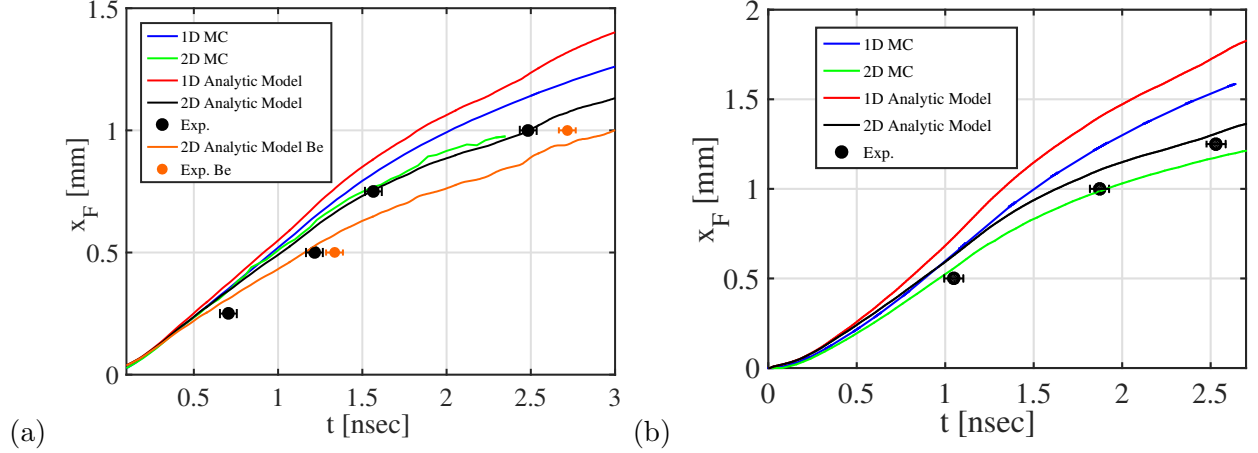 1.5
1
0.5
0
x_F [mm]
1D MC
2D MC
1D Analytic Model
2D Analytic Model
Exp.
2D Analytic Model Be
Exp. Be
0.5 1 1.5 2 2.5 3
t [nsec]
(a)
2
1.5
1
0.5
0
x_F [mm]
1D MC
2D MC
1D Analytic Model
2D Analytic Model
Exp.
0 0.5 1 1.5 2 2.5
t [nsec]
(b)